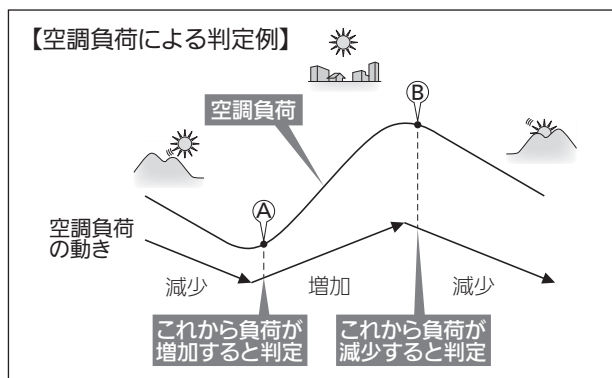 【空調負荷による判定例】
空調負荷
Ⓑ
Ⓐ
空調負荷
の動き
減少
増加
減少
これから負荷が
増加すると判定
これから負荷が
減少すると判定